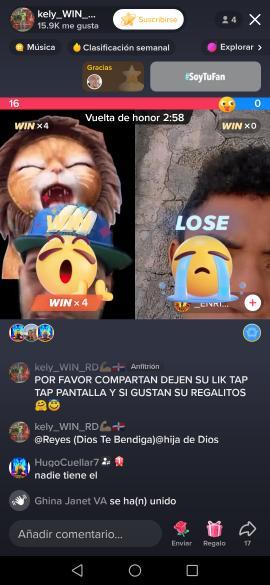 kely_WIN_...
15.9K me gusta
Suscribirse
4
Música
Clasificación semanal
Explorar
Gracias
#SoyTuFan
16
0
Vuelta de honor 2:58
WIN ×4
WIN ×0
WIN
LOSE
WIN × 4
_ENRI...
kely_WIN_RD Anfitrión
POR FAVOR COMPARTAN DEJEN SU LIK TAP
TAP PANTALLA Y SI GUSTAN SU REGALITOS
kely_WIN_RD
@Reyes (Dios Te Bendiga)@hija de Dios
HugoCuellar7
nadie tiene el
Ghina Janet VA se ha(n) unido
Añadir comentario...
Enviar
Regalo
17